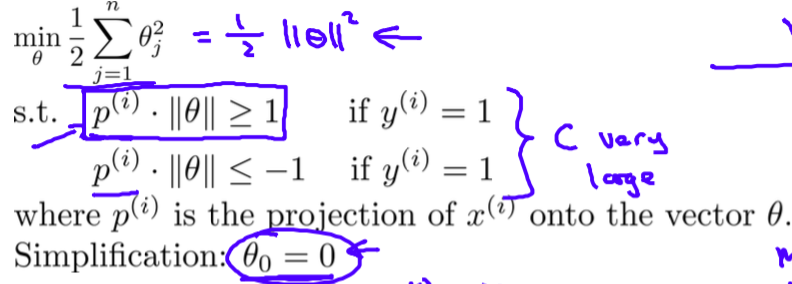 min_θ 1/2 Σ_{j=1}^{n} θ_j^2 = 1/2 ||θ||^2 ←
s.t. p^(i) · ‖θ‖ ≥ 1 if y^(i) = 1
p^(i) · ‖θ‖ ≤ −1 if y^(i) = 1
C very
large
where p^(i) is the projection of x^(i) onto the vector θ.
Simplification: θ_0 = 0 ←